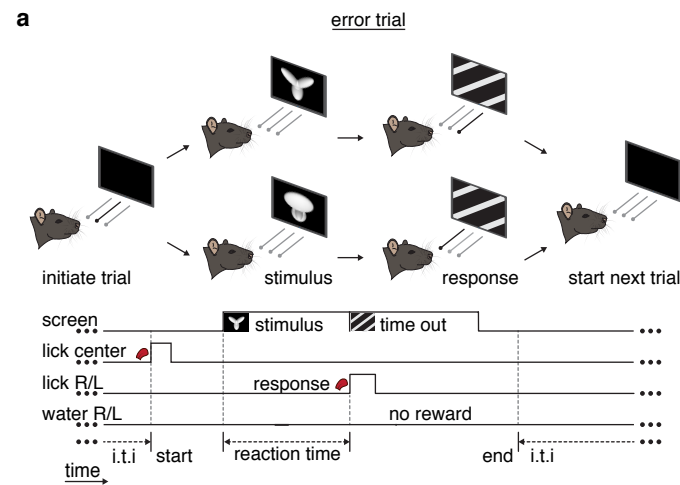 a
error trial
initiate trial
stimulus
response
start next trial
screen
stimulus
time out
lick center
lick R/L
response
water R/L
no reward
i.t.i
start
reaction time
end
i.t.i
time